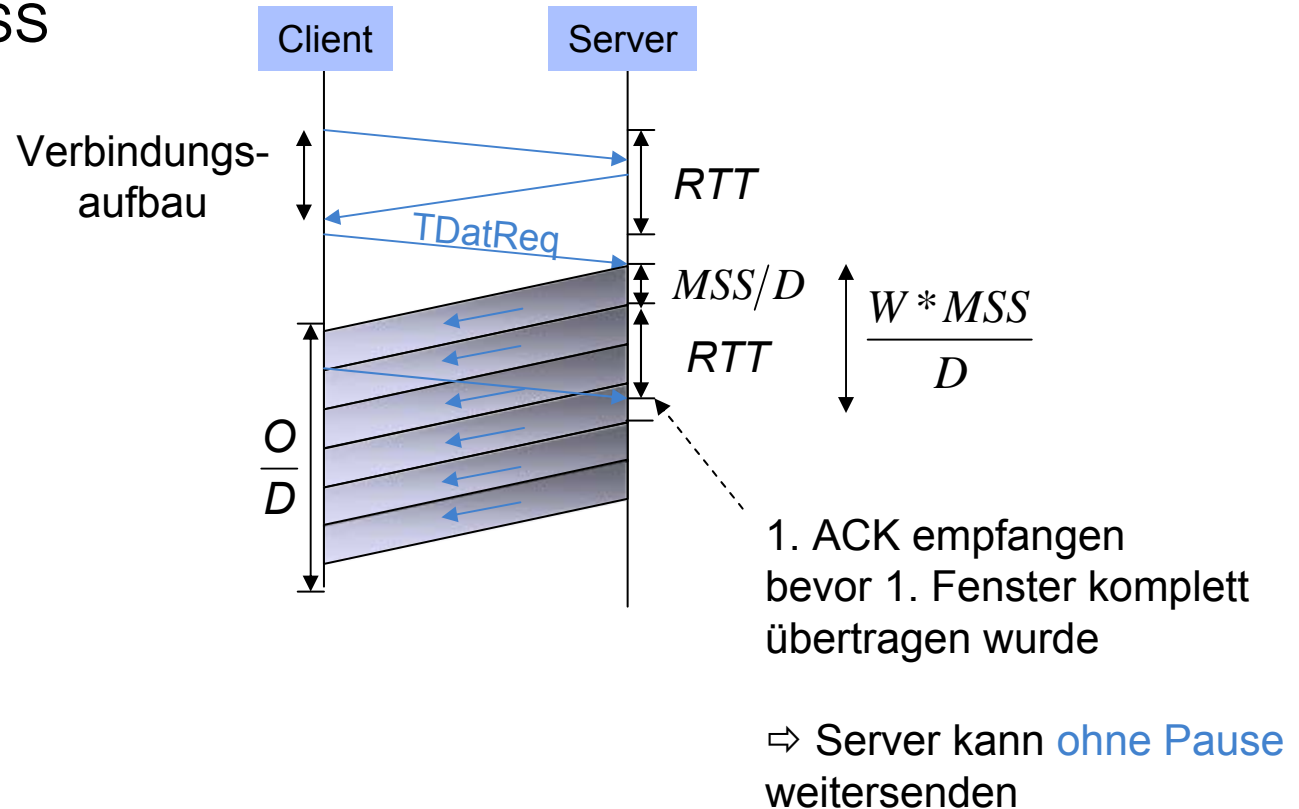 SS
Client
Server
Verbindungs-
aufbau
RTT
TDatReq
MSS/D
W * MSS
D
RTT
O
D
1. ACK empfangen
bevor 1. Fenster komplett
übertragen wurde
⇨ Server kann ohne Pause
weitersenden